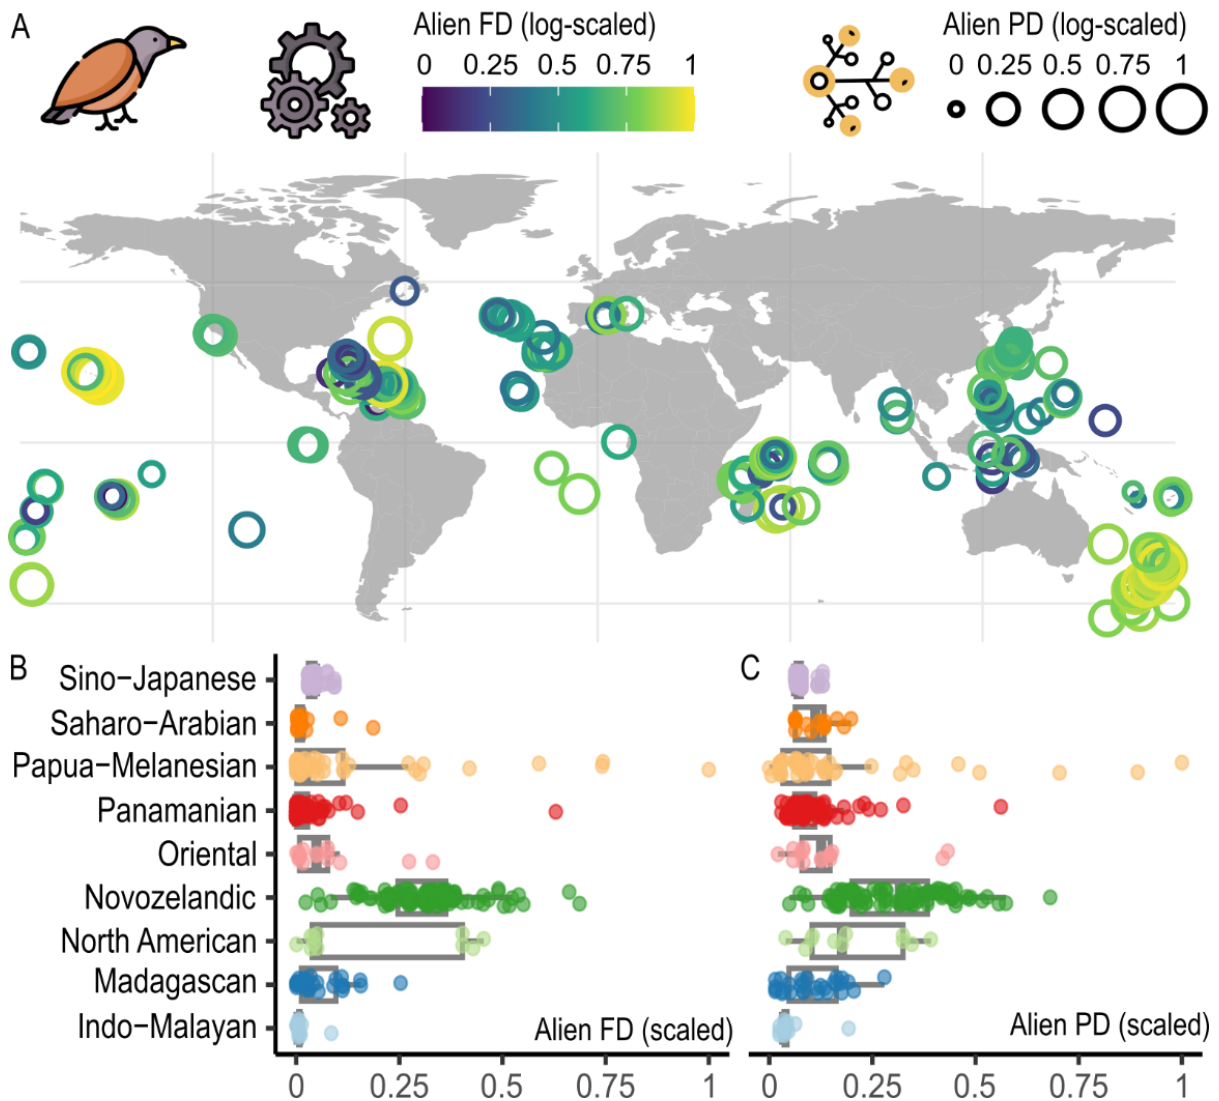 A
Alien FD (log-scaled)
0 0.25 0.5 0.75 1
Alien PD (log-scaled)
0 0.25 0.5 0.75 1
B
C
Sino−Japanese
Saharo−Arabian
Papua−Melanesian
Panamanian
Oriental
Novozelandic
North American
Madagascan
Indo−Malayan
Alien FD (scaled)
Alien PD (scaled)
0 0.25 0.5 0.75 1
0 0.25 0.5 0.75 1